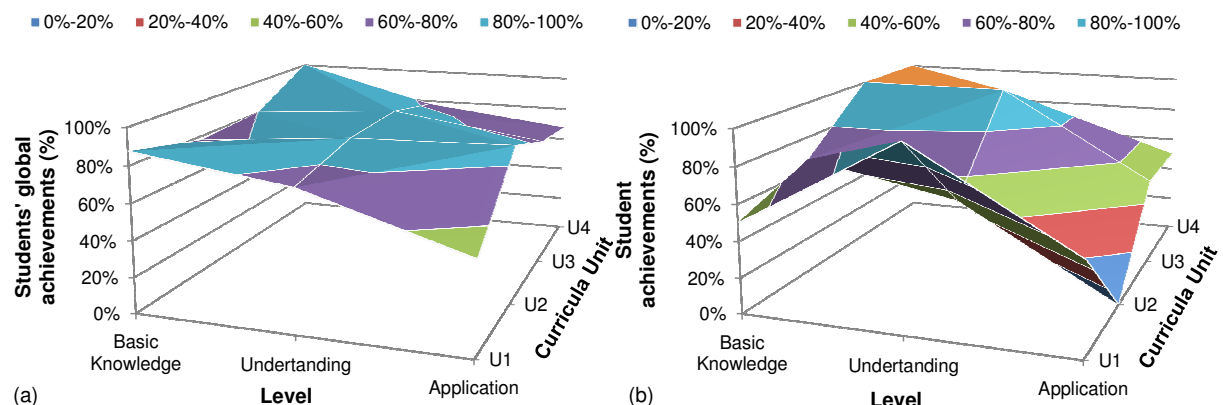 0%-20% 20%-40% 40%-60% 60%-80% 80%-100%
Students' global
achievements (%)
100%
80%
60%
40%
20%
0%
Basic
Knowledge
Undertanding
Application
Level
U1
U2
U3
U4
Curricula Unit
(a)
0%-20% 20%-40% 40%-60% 60%-80% 80%-100%
Student
achievements (%)
100%
80%
60%
40%
20%
0%
Basic
Knowledge
Undertanding
Application
Level
U1
U2
U3
U4
Curricula Unit
(b)